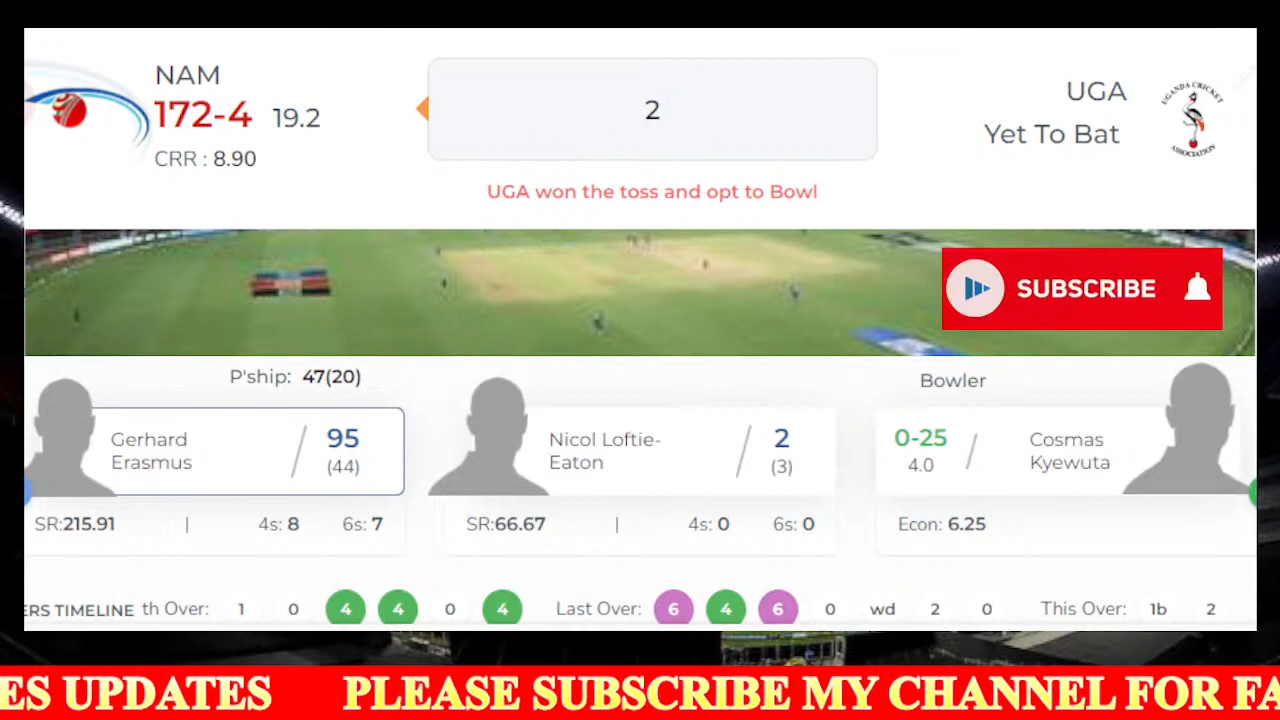 NAM
172-4 19.2
CRR : 8.90
2
UGA won the toss and opt to Bowl
UGA
Yet To Bat
UGANDA CRICKET
ASSOCIATION
SUBSCRIBE
P'ship: 47(20)
Bowler
Gerhard
Erasmus
95
(44)
SR:215.91 | 4s: 8 6s: 7
Nicol Loftie-
Eaton
2
(3)
SR:66.67 | 4s: 0 6s: 0
0-25
4.0
Cosmas
Kyewuta
Econ: 6.25
ERS TIMELINE th Over: 1 0 4 4 0 4 Last Over: 6 4 6 0 wd 2 0 This Over: 1b 2
ES UPDATES PLEASE SUBSCRIBE MY CHANNEL FOR FA